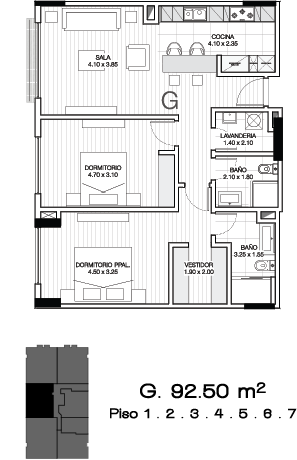 COCINA
4.10 x 2.35
SALA
4.10 x 3.85
G
LAVANDERIA
1.40 x 2.10
DORMITORIO
4.70 x 3.10
BAÑO
2.10 x 1.80
BAÑO
3.25 x 1.55
DORMITORIO PPAL.
4.50 x 3.25
VESTIDOR
1.90 x 2.00
G. 92.50 m²
Piso 1 . 2 . 3 . 4 . 5 . 6 . 7